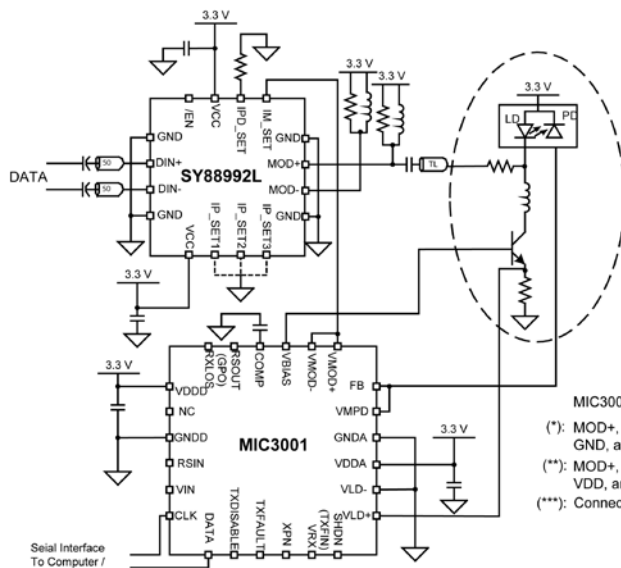 3.3 V
3.3 V
3.3 V
3.3 V
/EN
VCC
IPD_SET
IM_SET
LD
PD
GND
GND
DATA
50
DIN+
MOD+
TL
SY88992L
50
DIN-
MOD-
GND
GND
VCC
IP_SET1
IP_SET2
IP_SET3
3.3 V
RXLOS
RSOUT
(GPO)
COMP
VBIAS
VMOD-
VMOD+
3.3 V
VDDD
FB
MIC300
NC
VMPD
3.3 V
(*): MOD+,
GND, a
GNDD
MIC3001
GNDA
RSIN
VDDA
(**): MOD+,
VDD, ar
VIN
VLD-
(***): Connec
CLK
VLD+
DATA
TXDISABLE
TXFAULT
XPN
VRX
SHDN
(TXFIN)
Seial Interface
To Computer /